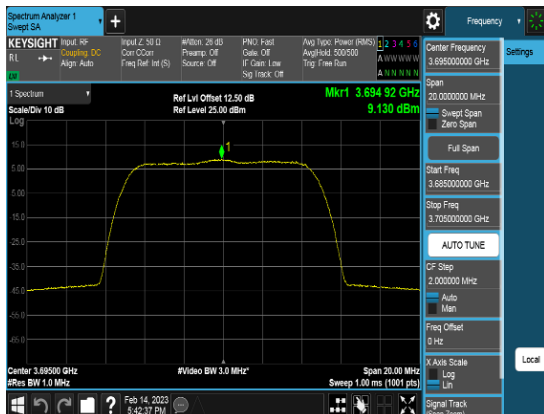 Spectrum Analyzer 1
Swept SA
Frequency
KEYSIGHT
RL
Input: RF
Coupling: DC
Align: Auto
Input Z: 50 Ω
Corr CCorr
Freq Ref: Int (S)
#Atten: 28 dB
Preamp: Off
Source: Off
PNO: Fast
Gate: Off
IF Gain: Low
Sig Track: Off
Avg Type: Power (RMS)
Avg|Hold: 500/500
Trig: Free Run
1 2 3 4 5 6
A W W W W W
A N N N N N
1 Spectrum
Scale/Div 10 dB
Log
Ref Lvl Offset 12.50 dB
Ref Level 25.00 dBm
Mkr1 3.694 92 GHz
9.130 dBm
1
15.0
5.00
-5.00
-15.0
-25.0
-35.0
-45.0
-55.0
-65.0
Center 3.69500 GHz
#Res BW 1.0 MHz
#Video BW 3.0 MHz*
Span 20.00 MHz
Sweep 1.00 ms (1001 pts)
Feb 14, 2023
5:42:37 PM
Center Frequency
3.695000000 GHz
Span
20.0000000 MHz
Swept Span
Zero Span
Full Span
Start Freq
3.685000000 GHz
Stop Freq
3.705000000 GHz
AUTO TUNE
CF Step
2.000000 MHz
Auto
Man
Freq Offset
0 Hz
X Axis Scale
Log
Lin
Signal Track
(Span Zoom)
Settings
Local